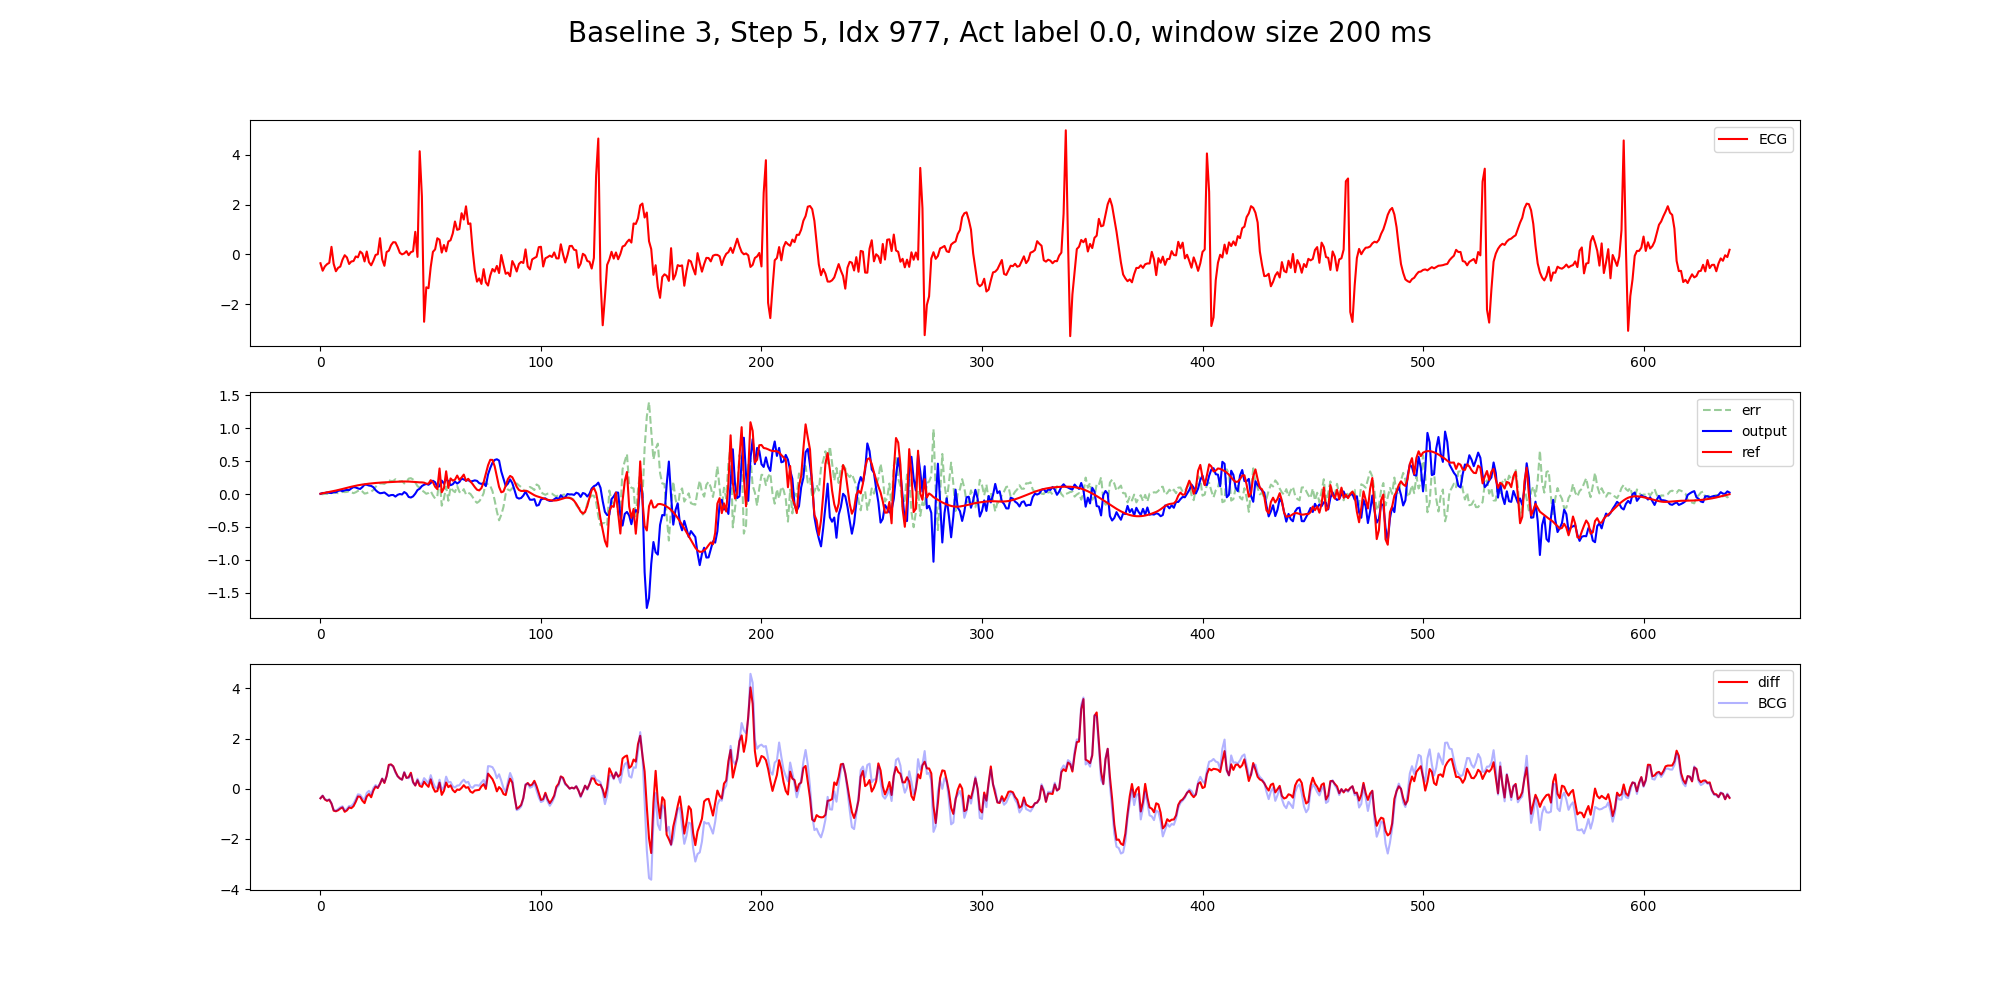 Baseline 3, Step 5, Idx 977, Act label 0.0, window size 200 ms
ECG
4
2
0
−2
0 100 200 300 400 500 600
err
output
ref
1.5
1.0
0.5
0.0
−0.5
−1.0
−1.5
0 100 200 300 400 500 600
diff
BCG
4
2
0
−2
−4
0 100 200 300 400 500 600